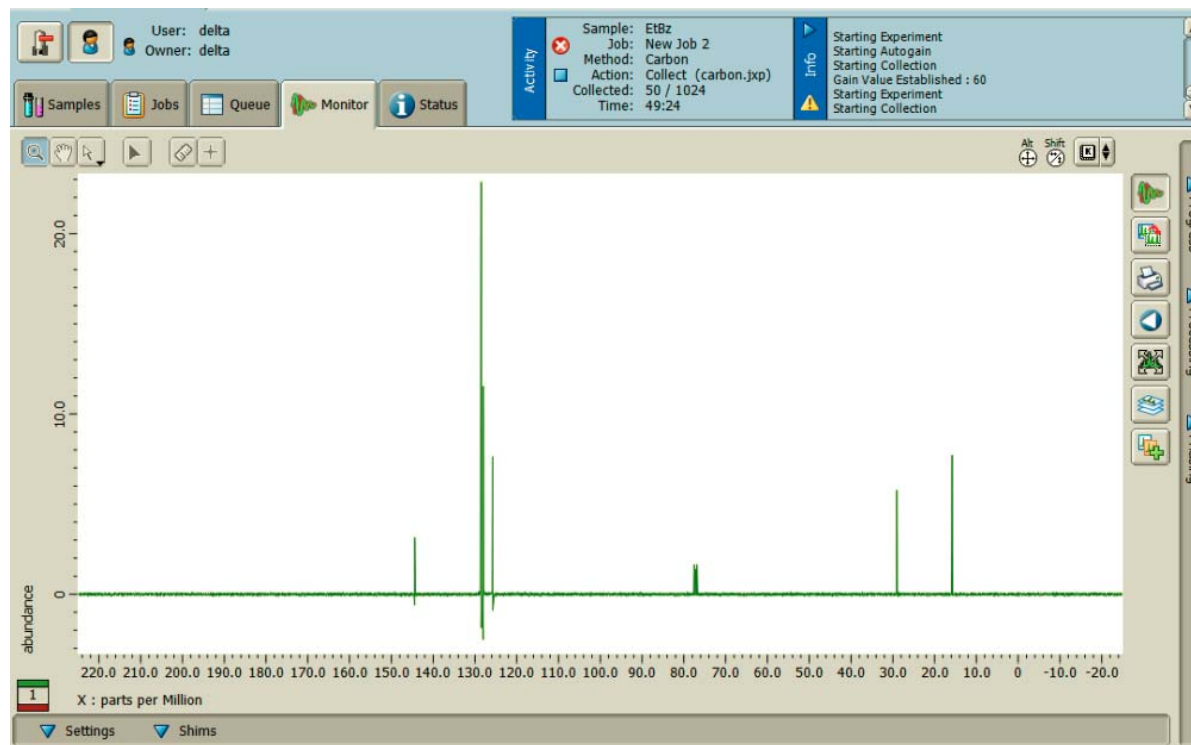 User: delta
Owner: delta
Samples
Jobs
Queue
Monitor
Status
Activity
Sample: EtBz
Job: New Job 2
Method: Carbon
Action: Collect (carbon.jxp)
Collected: 50 / 1024
Time: 49:24
Info
Starting Experiment
Starting Autogain
Starting Collection
Gain Value Established : 60
Starting Experiment
Starting Collection
Alt
Shift
K
20.0
10.0
0
abundance
220.0 210.0 200.0 190.0 180.0 170.0 160.0 150.0 140.0 130.0 120.0 110.0 100.0 90.0 80.0 70.0 60.0 50.0 40.0 30.0 20.0 10.0 0 -10.0 -20.0
1
X : parts per Million
Settings
Shims